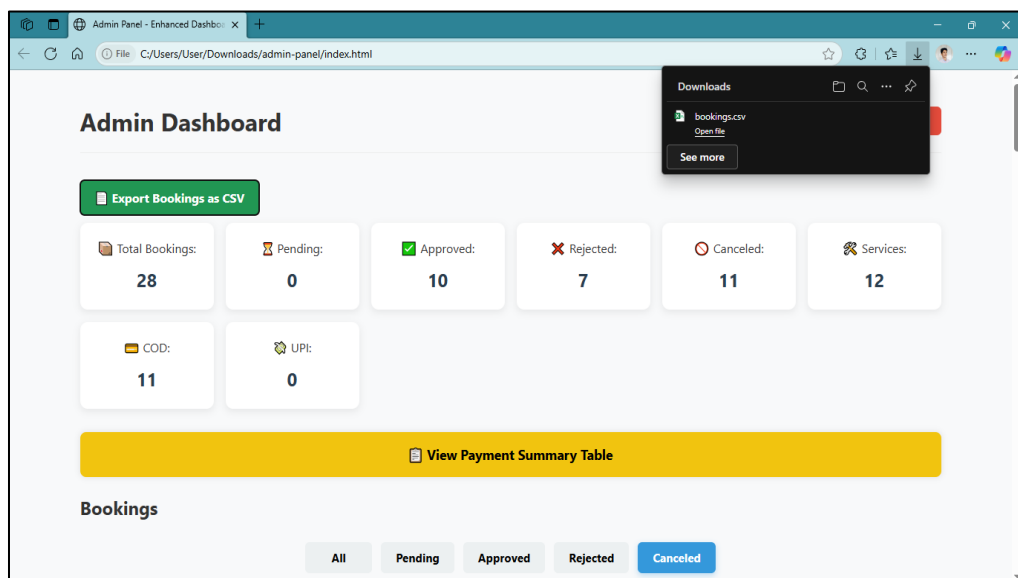 Admin Panel - Enhanced Dashboa
File C:/Users/User/Downloads/admin-panel/index.html
Downloads
bookings.csv
Open file
See more
Admin Dashboard
Export Bookings as CSV
Total Bookings:
28
Pending:
0
Approved:
10
Rejected:
7
Canceled:
11
Services:
12
COD:
11
UPI:
0
View Payment Summary Table
Bookings
All Pending Approved Rejected Canceled